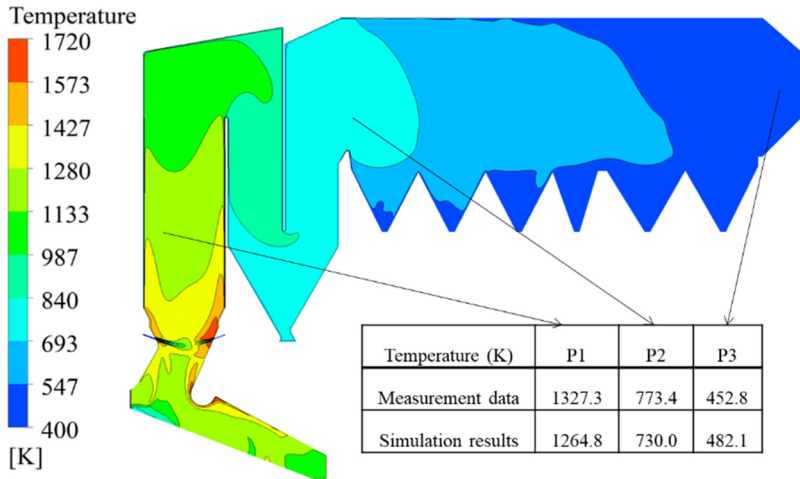 Temperature
1720
1573
1427
1280
1133
987
840
693
547
400
[K]
Temperature (K) P1 P2 P3
Measurement data 1327.3 773.4 452.8
Simulation results 1264.8 730.0 482.1